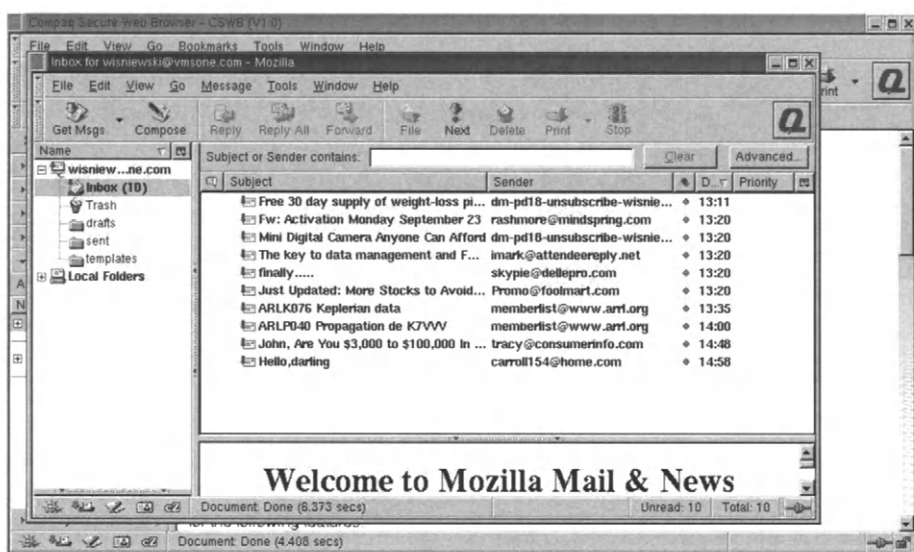 Compaq Secure Web Browser - CSWB (V1.0)
File Edit View Go Bookmarks Tools Window Help
Inbox for wisniewski@vmsone.com - Mozilla
File Edit View Go Message Tools Window Help
Get Msgs Compose Reply Reply All Forward File Next Delete Print Stop
Name
Subject or Sender contains: Clear Advanced...
wisniew...ne.com
Inbox (10)
Trash
drafts
sent
templates
Local Folders
Subject Sender D... Priority
Free 30 day supply of weight-loss pi... dm-pd18-unsubscribe-wisnie... 13:11
Fw: Activation Monday September 23 rashmore@mindspring.com 13:20
Mini Digital Camera Anyone Can Afford dm-pd18-unsubscribe-wisnie... 13:20
The key to data management and F... imark@attendeereply.net 13:20
finally..... skypie@dellepro.com 13:20
Just Updated: More Stocks to Avoid... Promo@foolmart.com 13:20
ARLK076 Keplerian data memberlist@www.arrl.org 13:35
ARLP040 Propagation de K7VVV memberlist@www.arrl.org 14:00
John, Are You $3,000 to $100,000 In ... tracy@consumerinfo.com 14:48
Hello,darling carroll154@home.com 14:58
Welcome to Mozilla Mail & News
Document: Done (6.373 secs) Unread: 10 Total: 10
for the following features
Document: Done (4.408 secs)